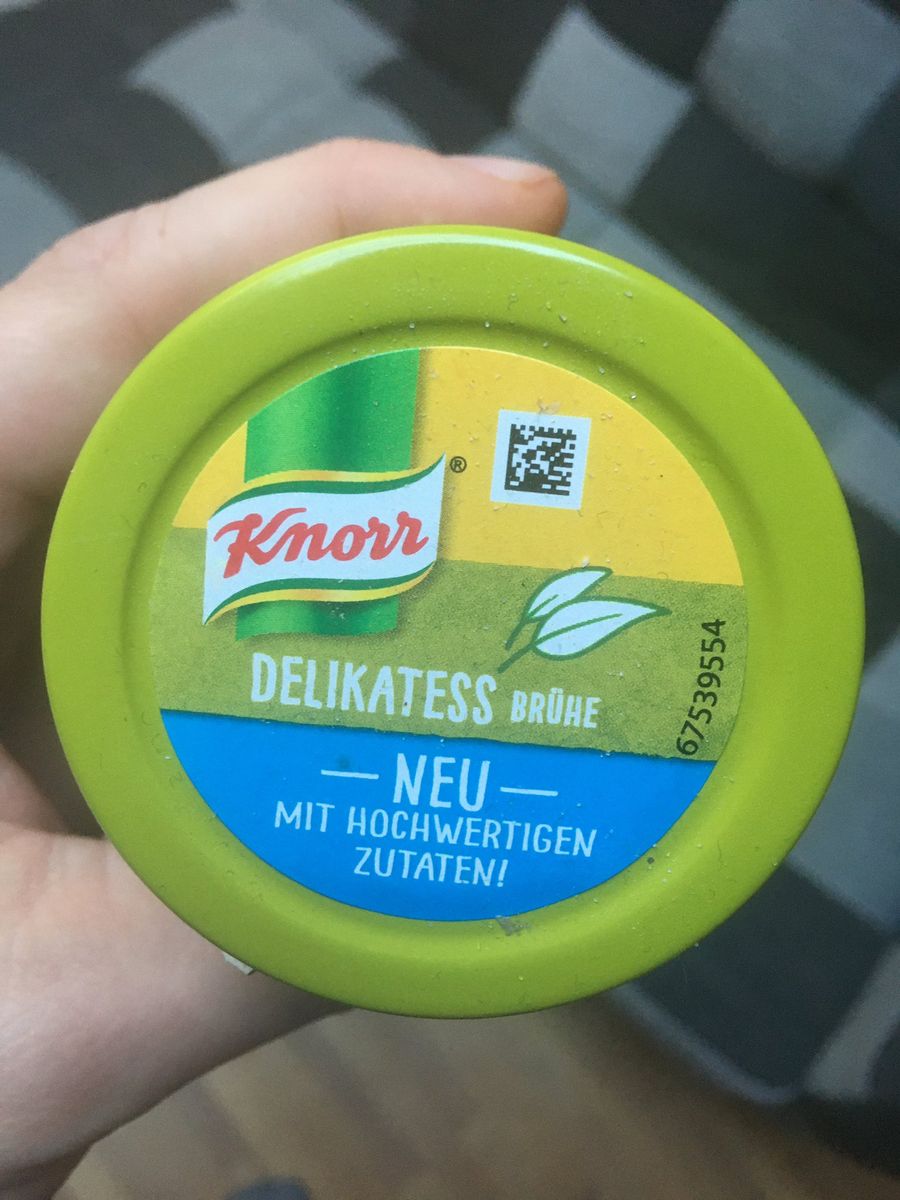 Knorr®
DELIKATESS BRÜHE
67539554
NEU
MIT HOCHWERTIGEN
ZUTATEN!